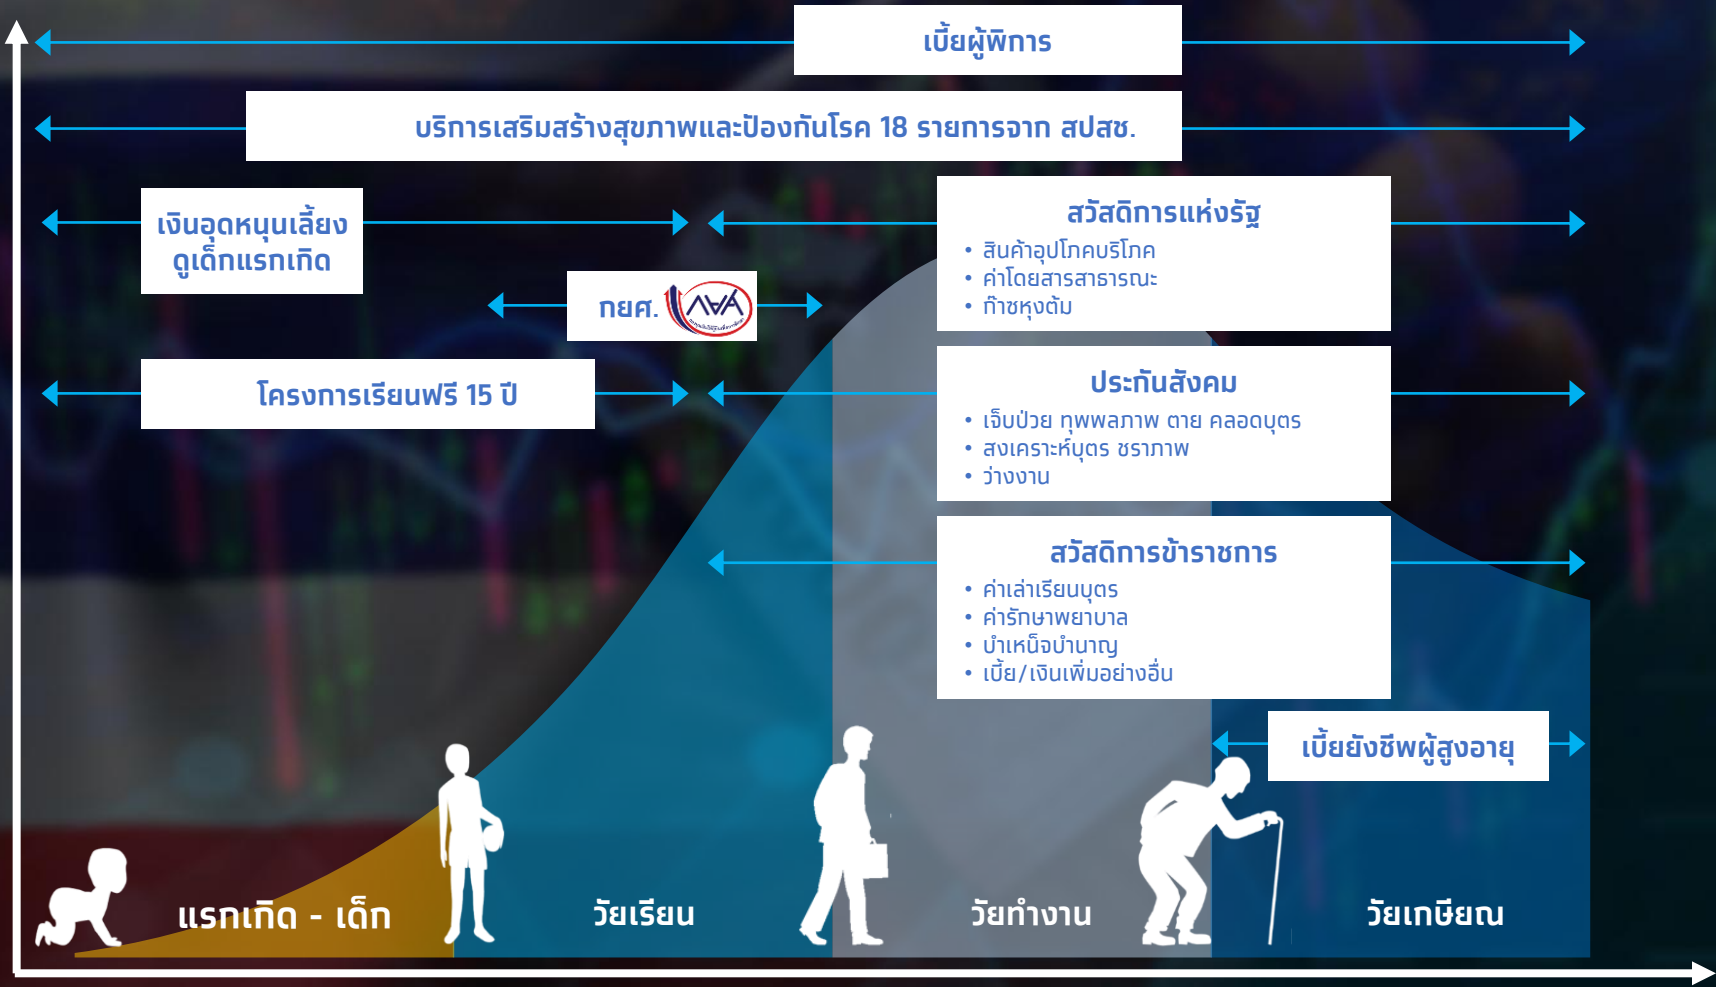 เบี้ยผู้พิการ
บริการเสริมสร้างสุขภาพและป้องกันโรค 18 รายการจาก สปสช.
เงินอุดหนุนเลี้ยง
ดูเด็กแรกเกิด
สวัสดิการแห่งรัฐ
• สินค้าอุปโภคบริโภค
• ค่าโดยสารสาธารณะ
• ก๊าซหุงต้ม
กยศ.
โครงการเรียนฟรี 15 ปี
ประกันสังคม
• เจ็บป่วย ทุพพลภาพ ตาย คลอดบุตร
• สงเคราะห์บุตร ชราภาพ
• ว่างงาน
สวัสดิการข้าราชการ
• ค่าเล่าเรียนบุตร
• ค่ารักษาพยาบาล
• บำเหน็จบำนาญ
• เบี้ย/เงินเพิ่มอย่างอื่น
เบี้ยยังชีพผู้สูงอายุ
แรกเกิด - เด็ก
วัยเรียน
วัยทำงาน
วัยเกษียณ